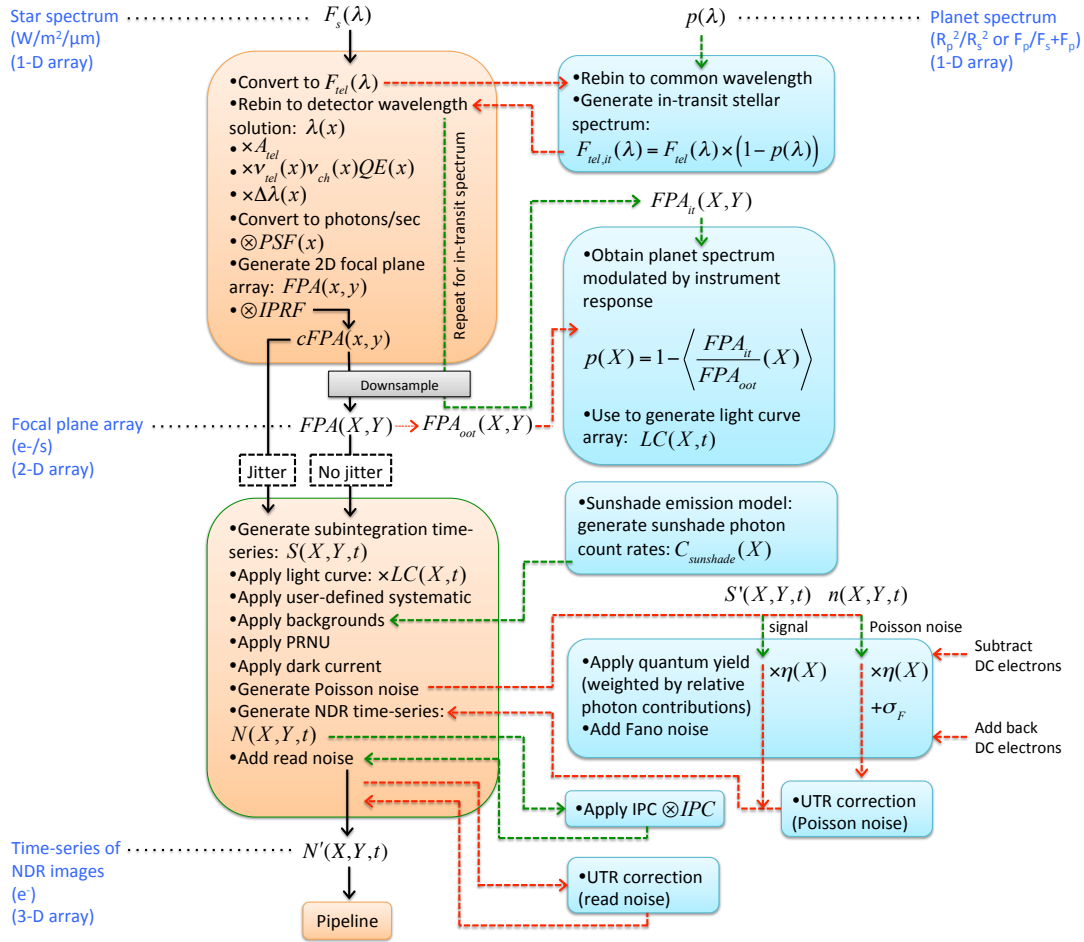 Star spectrum
(W/m²/μm)
(1-D array)
F_s(λ)
p(λ)
Planet spectrum
(R_p²/R_s² or F_p/F_s+F_p)
(1-D array)
•Convert to F_tel(λ)
•Rebin to detector wavelength
solution: λ(x)
•×A_tel
•×ν_tel(x)ν_ch(x)QE(x)
•×Δλ(x)
•Convert to photons/sec
•⊗PSF(x)
•Generate 2D focal plane
array: FPA(x,y)
•⊗IPRF
cFPA(x,y)
Repeat for in-transit spectrum
•Rebin to common wavelength
•Generate in-transit stellar
spectrum:
F_tel,it(λ) = F_tel(λ)×(1−p(λ))
FPA_it(X,Y)
•Obtain planet spectrum
modulated by instrument
response
p(X) = 1−⟨FPA_it/FPA_oot (X)⟩
•Use to generate light curve
array: LC(X,t)
Downsample
Focal plane array
(e-/s)
(2-D array)
FPA(X,Y)
FPA_oot(X,Y)
Jitter
No jitter
•Generate subintegration time-
series: S(X,Y,t)
•Apply light curve: ×LC(X,t)
•Apply user-defined systematic
•Apply backgrounds
•Apply PRNU
•Apply dark current
•Generate Poisson noise
•Generate NDR time-series:
N(X,Y,t)
•Add read noise
•Sunshade emission model:
generate sunshade photon
count rates: C_sunshade(X)
S'(X,Y,t) n(X,Y,t)
signal
Poisson noise
•Apply quantum yield
(weighted by relative
photon contributions)
•Add Fano noise
×η(X)
×η(X)
+σ_F
Subtract
DC electrons
Add back
DC electrons
•Apply IPC ⊗IPC
•UTR correction
(Poisson noise)
•UTR correction
(read noise)
Time-series of
NDR images
(e⁻)
(3-D array)
N'(X,Y,t)
Pipeline